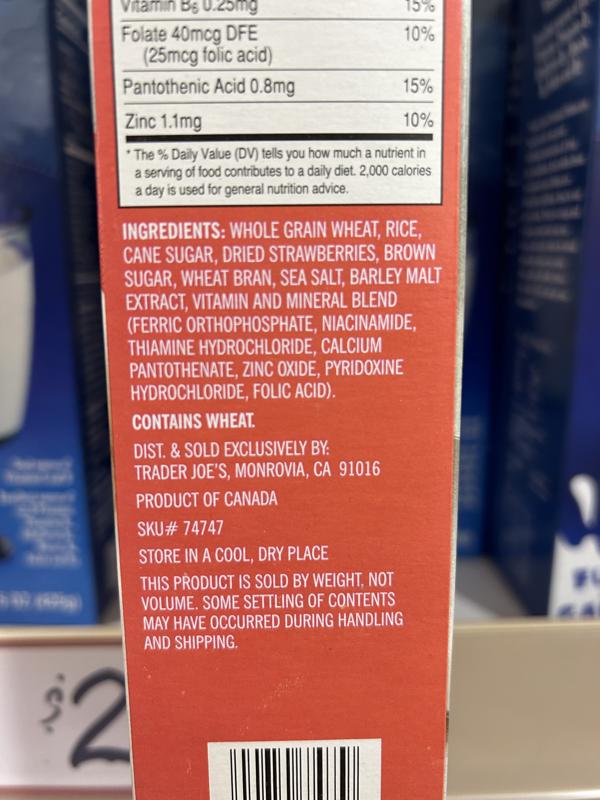 Vitamin B6 0.25mg 15%
Folate 40mcg DFE 10%
(25mcg folic acid)
Pantothenic Acid 0.8mg 15%
Zinc 1.1mg 10%
* The % Daily Value (DV) tells you how much a nutrient in
a serving of food contributes to a daily diet. 2,000 calories
a day is used for general nutrition advice.
INGREDIENTS: WHOLE GRAIN WHEAT, RICE,
CANE SUGAR, DRIED STRAWBERRIES, BROWN
SUGAR, WHEAT BRAN, SEA SALT, BARLEY MALT
EXTRACT, VITAMIN AND MINERAL BLEND
(FERRIC ORTHOPHOSPHATE, NIACINAMIDE,
THIAMINE HYDROCHLORIDE, CALCIUM
PANTOTHENATE, ZINC OXIDE, PYRIDOXINE
HYDROCHLORIDE, FOLIC ACID).
CONTAINS WHEAT.
DIST. & SOLD EXCLUSIVELY BY:
TRADER JOE'S, MONROVIA, CA 91016
PRODUCT OF CANADA
SKU# 74747
STORE IN A COOL, DRY PLACE
THIS PRODUCT IS SOLD BY WEIGHT, NOT
VOLUME. SOME SETTLING OF CONTENTS
MAY HAVE OCCURRED DURING HANDLING
AND SHIPPING.
$2